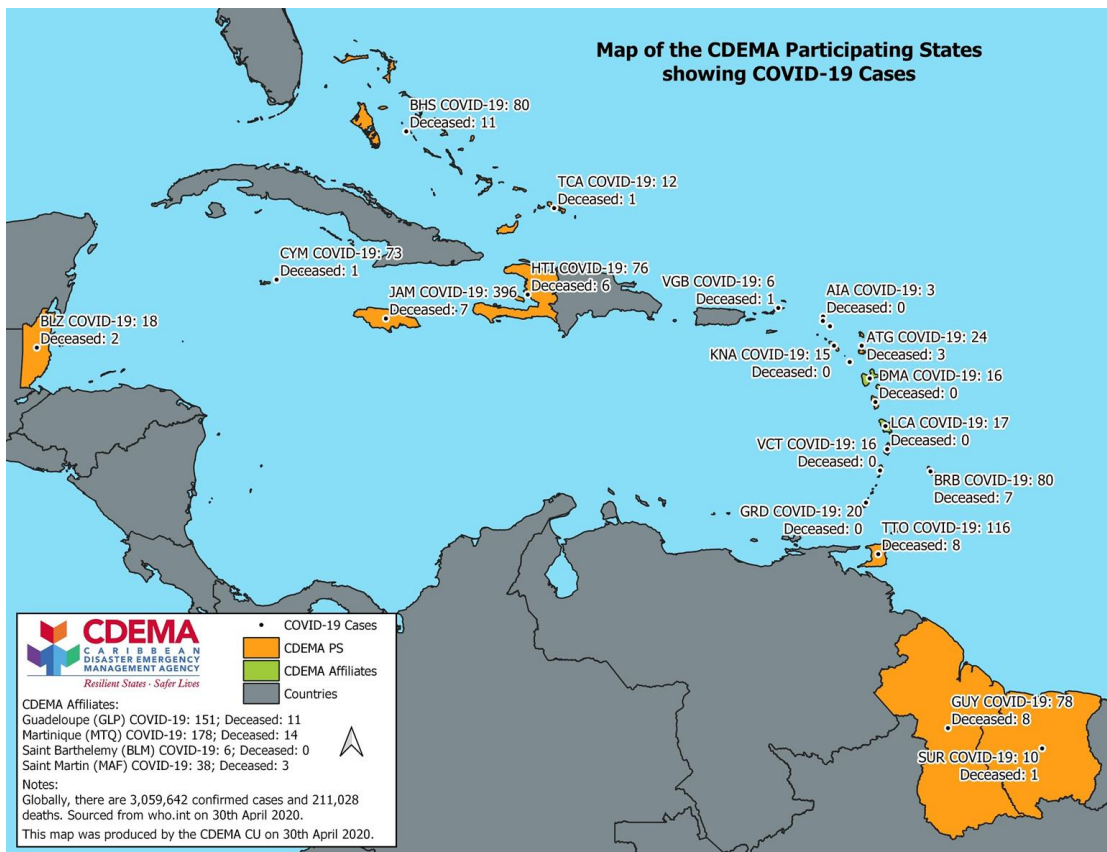 Map of the CDEMA Participating States
showing COVID-19 Cases
BHS COVID-19: 80
Deceased: 11
TCA COVID-19: 12
Deceased: 1
CYM COVID-19: 73
Deceased: 1
HTI COVID-19: 76
Deceased: 6
JAM COVID-19: 396
Deceased: 7
VGB COVID-19: 6
Deceased: 1
AIA COVID-19: 3
Deceased: 0
BLZ COVID-19: 18
Deceased: 2
ATG COVID-19: 24
Deceased: 3
KNA COVID-19: 15
Deceased: 0
DMA COVID-19: 16
Deceased: 0
LCA COVID-19: 17
Deceased: 0
VCT COVID-19: 16
Deceased: 0
BRB COVID-19: 80
Deceased: 7
GRD COVID-19: 20
Deceased: 0
TTO COVID-19: 116
Deceased: 8
GUY COVID-19: 78
Deceased: 8
SUR COVID-19: 10
Deceased: 1
CDEMA
CARIBBEAN
DISASTER EMERGENCY
MANAGEMENT AGENCY
Resilient States · Safer Lives
COVID-19 Cases
CDEMA PS
CDEMA Affiliates
Countries
CDEMA Affiliates:
Guadeloupe (GLP) COVID-19: 151; Deceased: 11
Martinique (MTQ) COVID-19: 178; Deceased: 14
Saint Barthelemy (BLM) COVID-19: 6; Deceased: 0
Saint Martin (MAF) COVID-19: 38; Deceased: 3
Notes:
Globally, there are 3,059,642 confirmed cases and 211,028
deaths. Sourced from who.int on 30th April 2020.
This map was produced by the CDEMA CU on 30th April 2020.